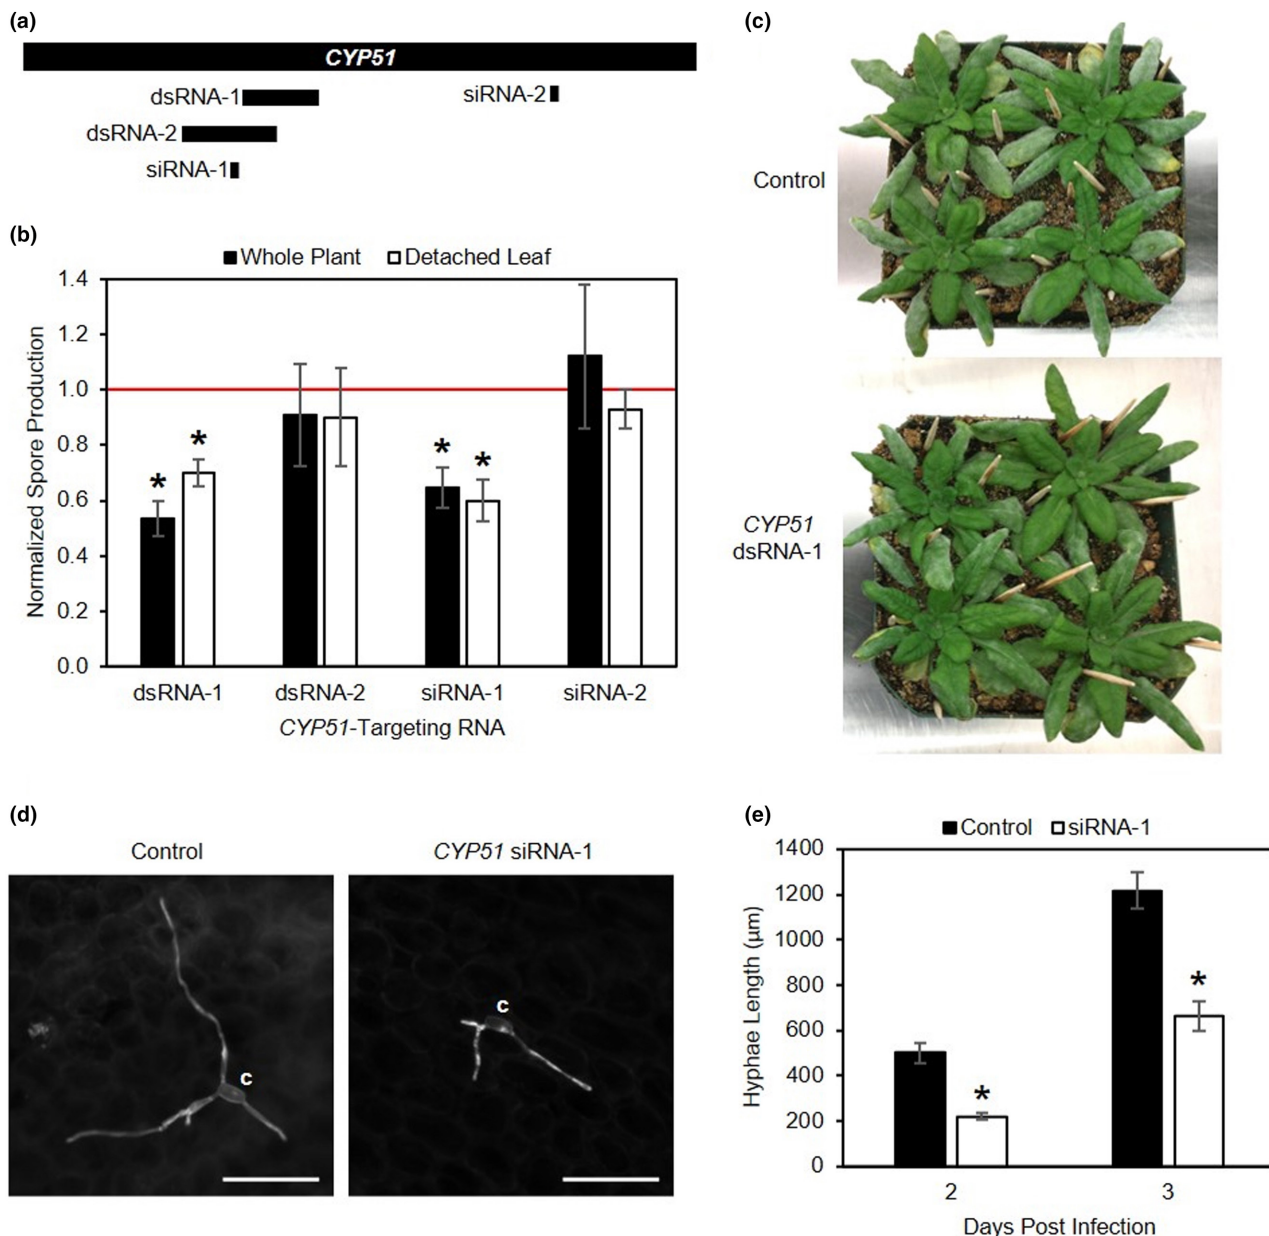 (a)
CYP51
dsRNA-1
siRNA-2
dsRNA-2
siRNA-1
(b)
Whole Plant
Detached Leaf
Normalized Spore Production
1.4
1.2
1.0
0.8
0.6
0.4
0.2
0.0
*
*
*
*
dsRNA-1
dsRNA-2
siRNA-1
siRNA-2
CYP51-Targeting RNA
(c)
Control
CYP51
dsRNA-1
(d)
Control
CYP51 siRNA-1
c
c
(e)
Control
siRNA-1
Hyphae Length (µm)
1400
1200
1000
800
600
400
200
0
*
*
2
3
Days Post Infection